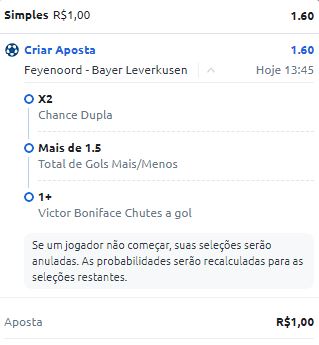 Simples R$1,00 1.60
Criar Aposta 1.60
Feyenoord - Bayer Leverkusen Hoje 13:45
X2
Chance Dupla
Mais de 1.5
Total de Gols Mais/Menos
1+
Victor Boniface Chutes a gol
Se um jogador não começar, suas seleções serão
anuladas. As probabilidades serão recalculadas para as
seleções restantes.
Aposta R$1,00